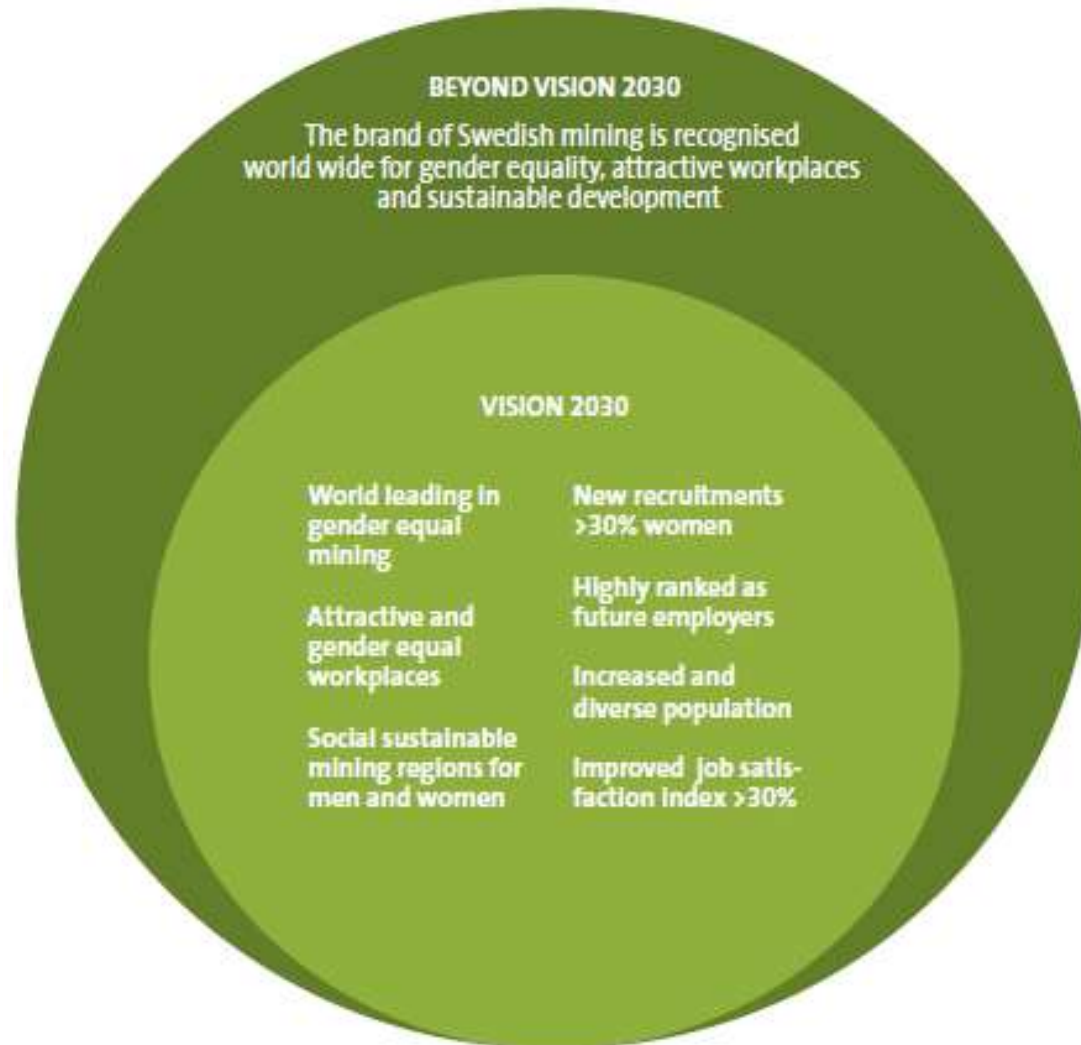 BEYOND VISION 2030
The brand of Swedish mining is recognised
world wide for gender equality, attractive workplaces
and sustainable development
VISION 2030
World leading in
gender equal
mining
Attractive and
gender equal
workplaces
Social sustainable
mining regions for
men and women
New recruitments
>30% women
Highly ranked as
future employers
Increased and
diverse population
Improved job satis-
faction index >30%